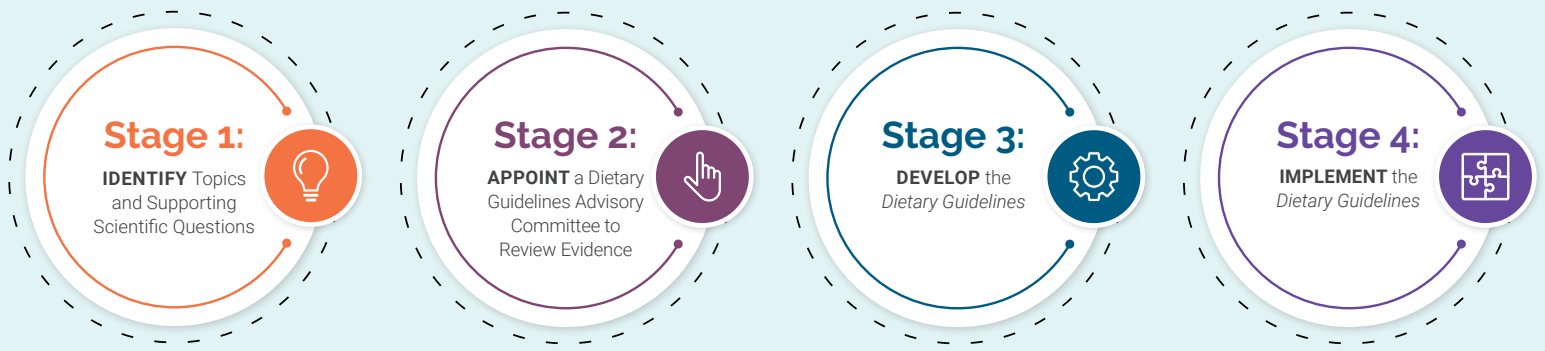 Stage 1:
IDENTIFY Topics
and Supporting
Scientific Questions
Stage 2:
APPOINT a Dietary
Guidelines Advisory
Committee to
Review Evidence
Stage 3:
DEVELOP the
Dietary Guidelines
Stage 4:
IMPLEMENT the
Dietary Guidelines